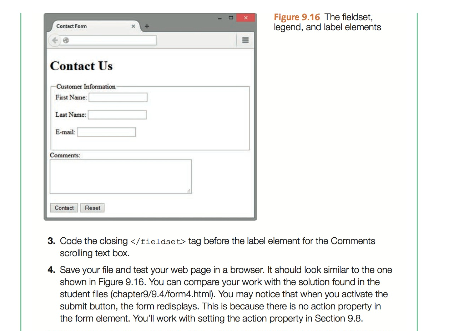 Contact Form
Figure 9.16 The fieldset,
legend, and label elements
Contact Us
Customer Information
First Name:
Last Name:
E-mail:
Comments:
Contact Reset
3. Code the closing </fieldset> tag before the label element for the Comments
scrolling text box.
4. Save your file and test your web page in a browser. It should look similar to the one
shown in Figure 9.16. You can compare your work with the solution found in the
student files (chapter9/9.4/form4.html). You may notice that when you activate the
submit button, the form redisplays. This is because there is no action property in
the form element. You'll work with setting the action property in Section 9.8.